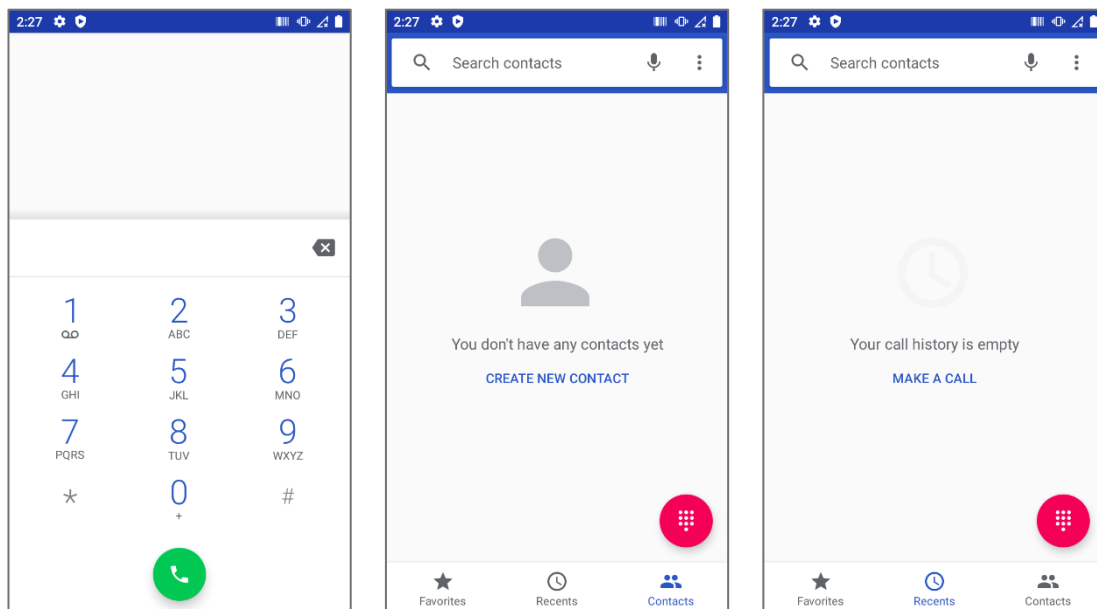 2:27
1 2 3
ABC DEF
4 5 6
GHI JKL MNO
7 8 9
PQRS TUV WXYZ
* 0 #
+
2:27
Search contacts
You don't have any contacts yet
CREATE NEW CONTACT
Favorites Recents Contacts
2:27
Search contacts
Your call history is empty
MAKE A CALL
Favorites Recents Contacts